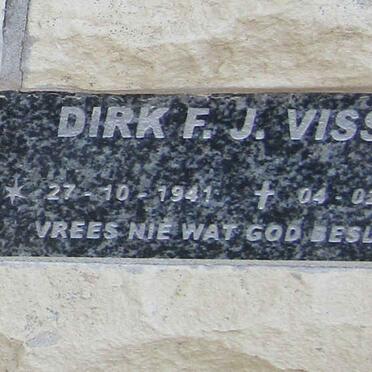 DIRK F. J. VISS
* 27 - 10 - 1941 † 04 - 0
VREES NIE WAT GOD BESL